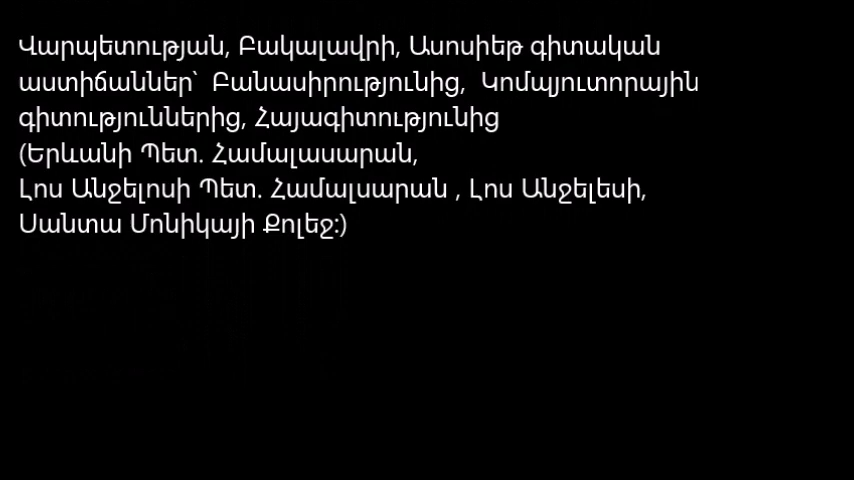 Վարպետության, Բակալավրի, Ասոսիեթ գիտական
աստիճաններ՝ Բանասիրությունից, Կոմպյուտորային
գիտություններից, Հայագիտությունից
(Երևանի Պետ. Համալասարան,
Լոս Անջելոսի Պետ. Համալսարան , Լոս Անջելեսի,
Սանտա Մոնիկայի Քոլեջ:)